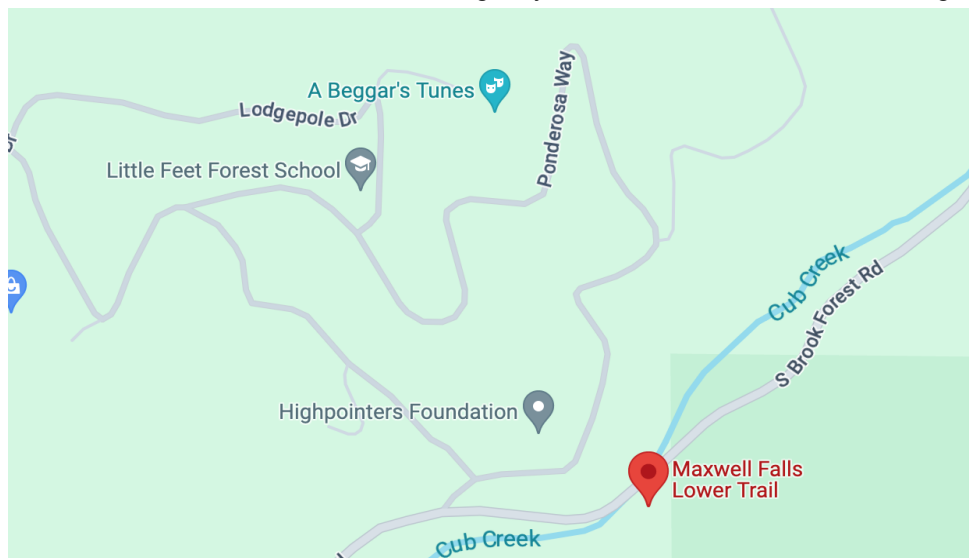 A Beggar's Tunes
Lodgepole Dr
Ponderosa Way
Little Feet Forest School
Cub Creek
S Brook Forest Rd
Highpointers Foundation
Maxwell Falls
Lower Trail
Cub Creek